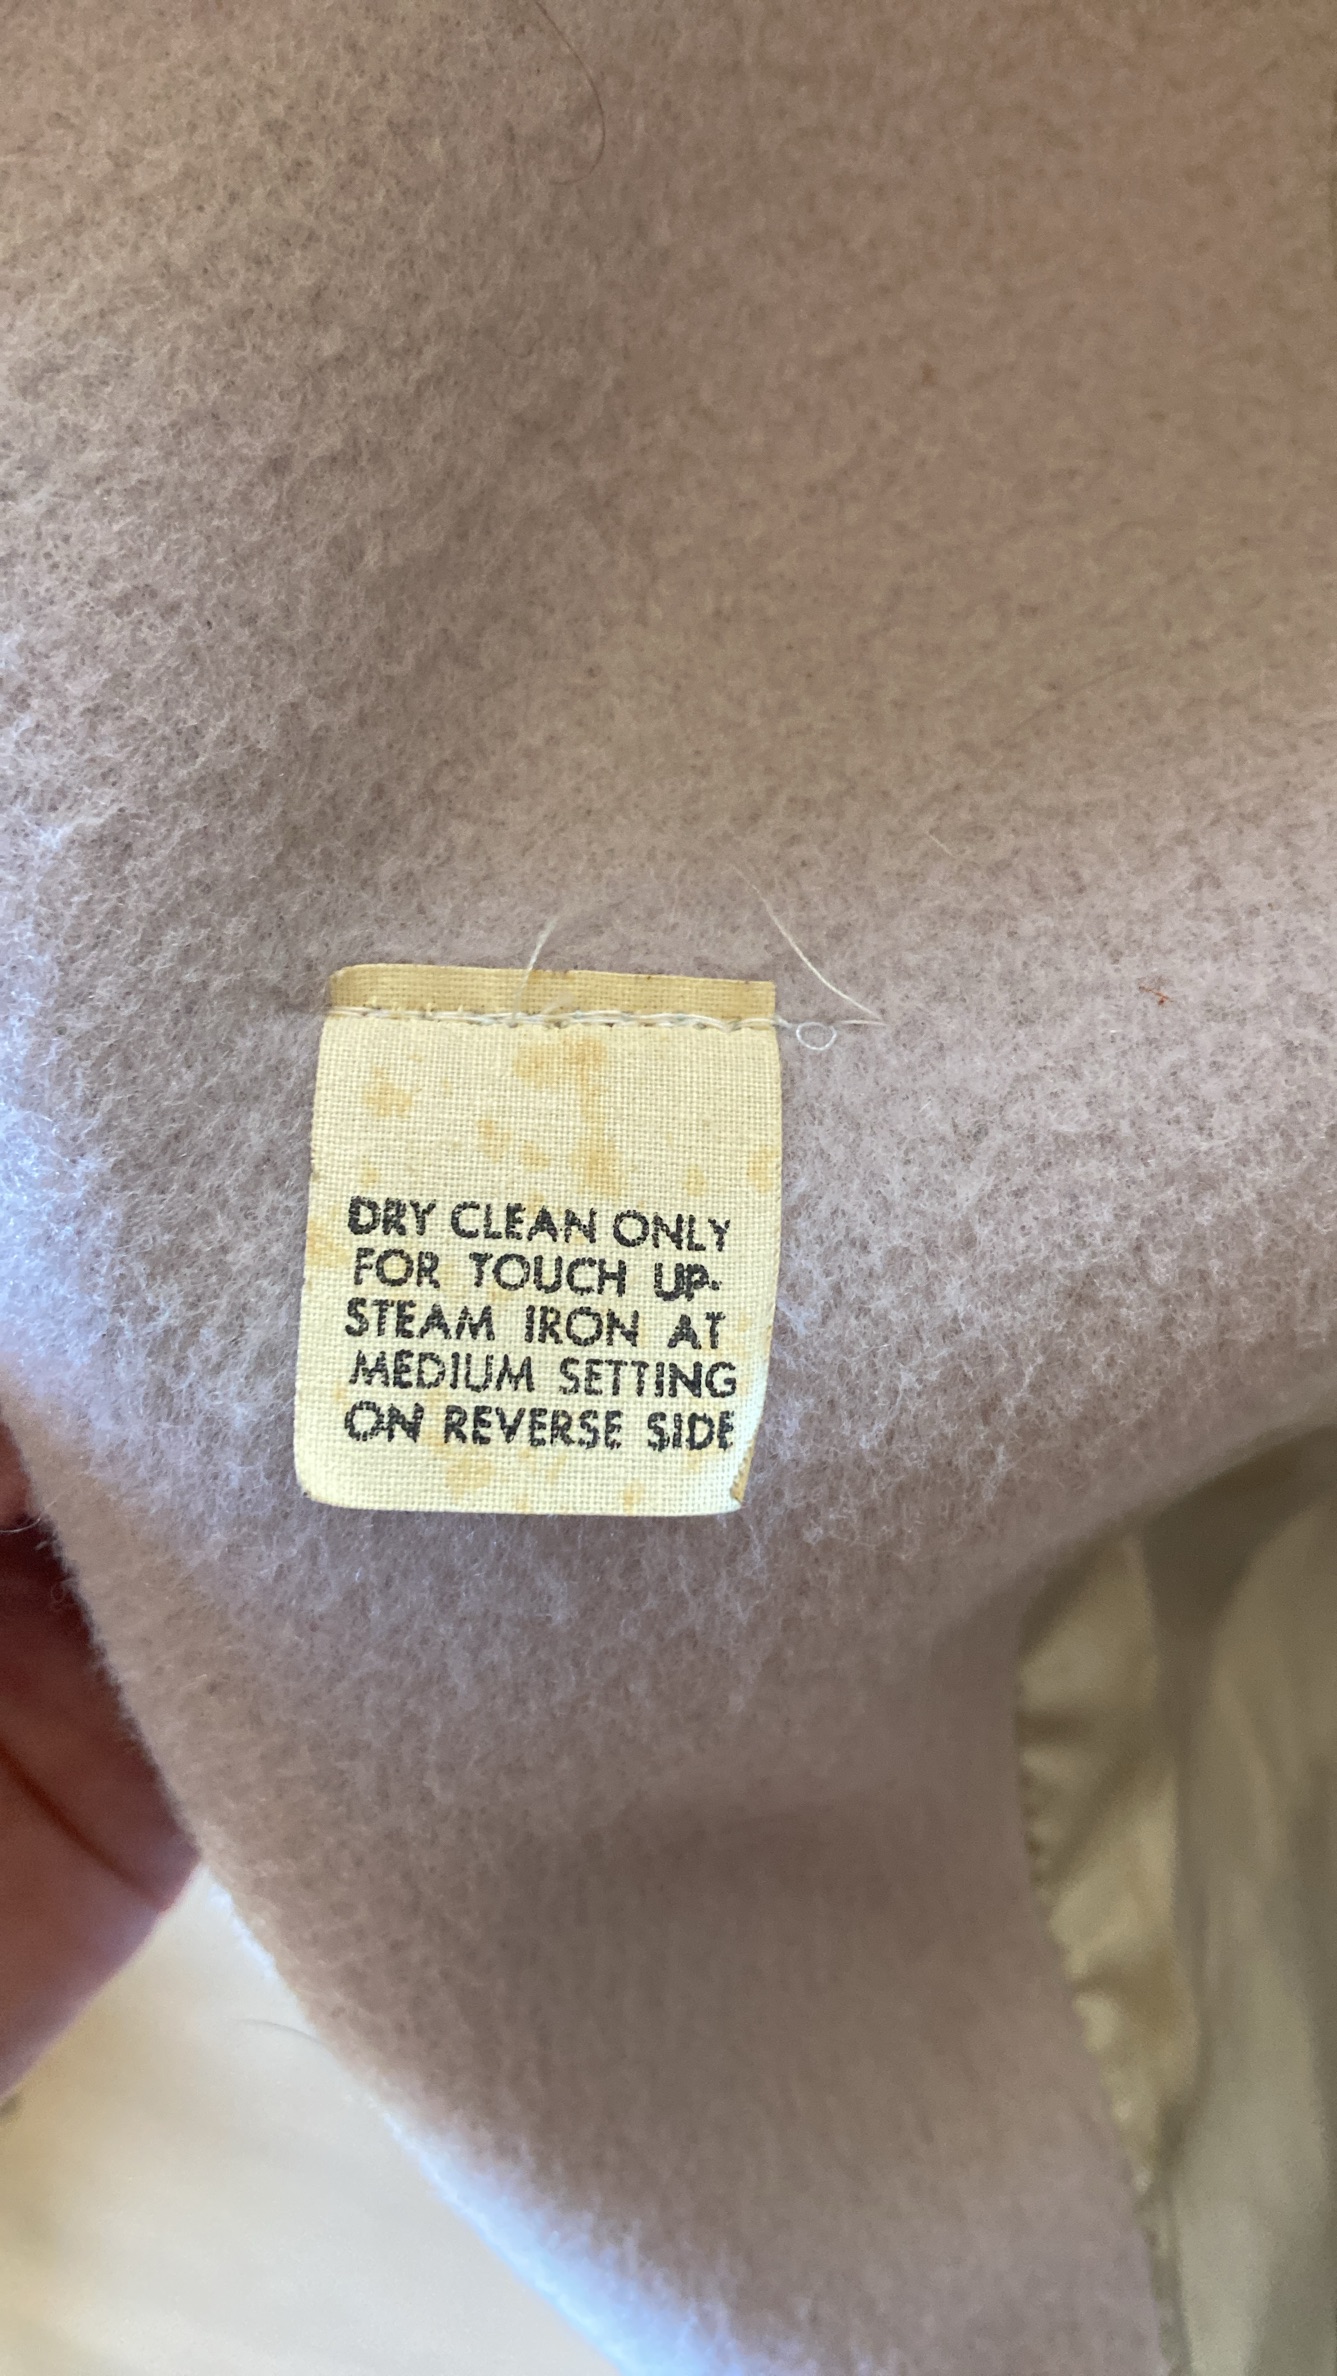 DRY CLEAN ONLY
FOR TOUCH UP-
STEAM IRON AT
MEDIUM SETTING
ON REVERSE SIDE